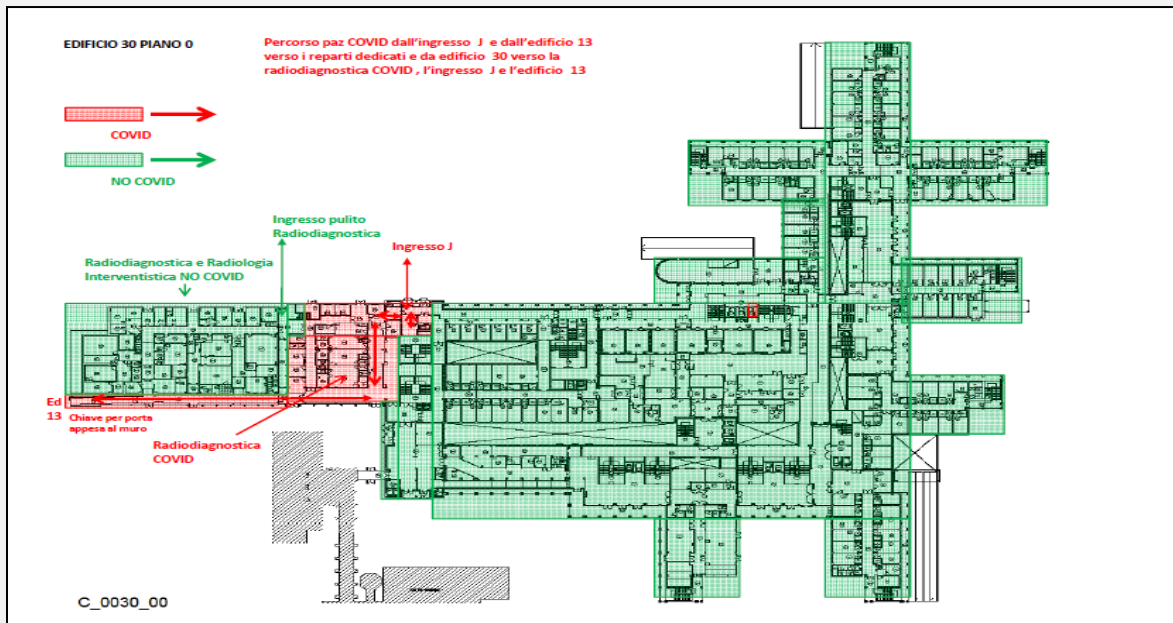 EDIFICIO 30 PIANO 0
Percorso paz COVID dall'ingresso J e dall'edificio 13
verso i reparti dedicati e da edificio 30 verso la
radiodiagnostica COVID , l'ingresso J e l'edificio 13
COVID
NO COVID
Ingresso pulito
Radiodiagnostica
Ingresso J
Radiodiagnostica e Radiologia
Interventistica NO COVID
Ed
13
Chiave per porta
appesa al muro
Radiodiagnostica
COVID
C_0030_00